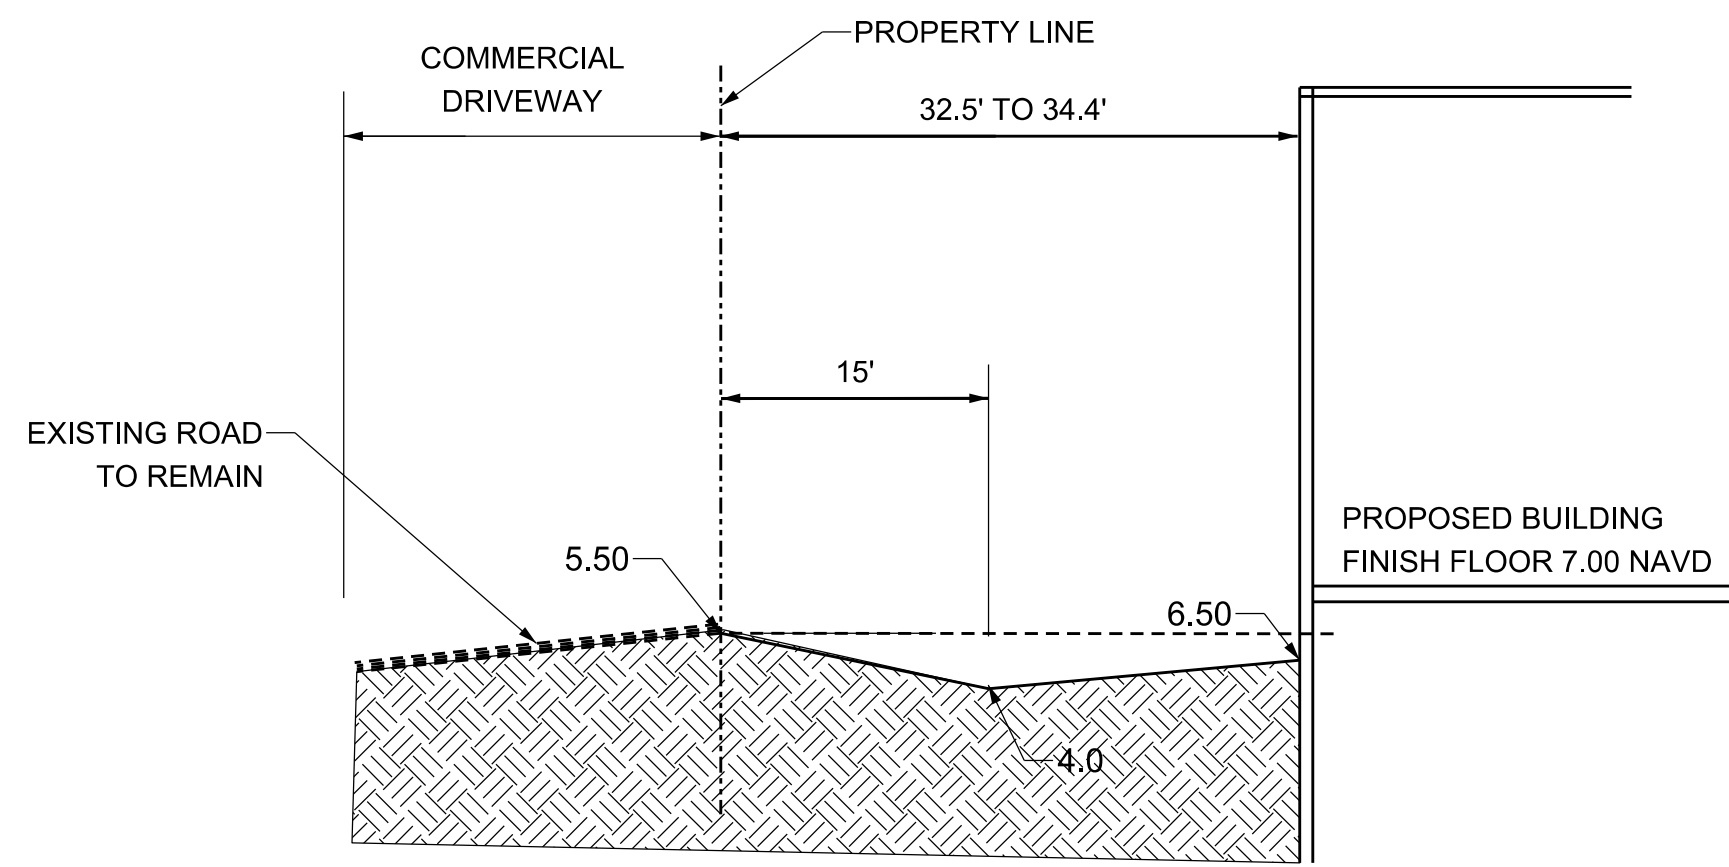 PROPERTY LINE
COMMERCIAL
DRIVEWAY
32.5' TO 34.4'
15'
EXISTING ROAD
TO REMAIN
PROPOSED BUILDING
FINISH FLOOR 7.00 NAVD
5.50
6.50
4.0